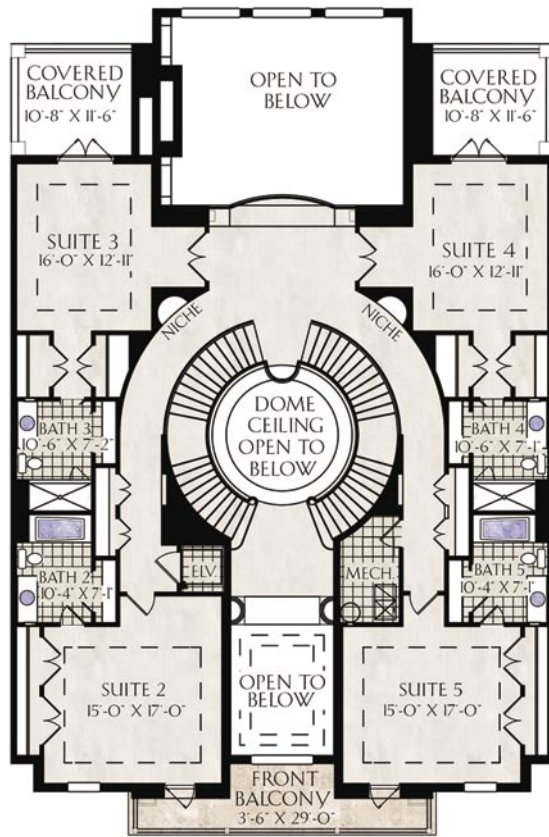 COVERED
BALCONY
10'-8" X 11'-6"
OPEN TO
BELOW
COVERED
BALCONY
10'-8" X 11'-6"
SUITE 3
16'-0" X 12'-11"
SUITE 4
16'-0" X 12'-11"
NICHE
NICHE
DOME
CEILING
OPEN TO
BELOW
BATH 3
10'-6" X 7'-2"
BATH 4
10'-6" X 7'-1"
BATH 2
10'-4" X 7'-1"
ELV.
MECH.
BATH 5
10'-4" X 7'-1"
SUITE 2
15'-0" X 17'-0"
OPEN TO
BELOW
SUITE 5
15'-0" X 17'-0"
FRONT
BALCONY
3'-6" X 29'-0"